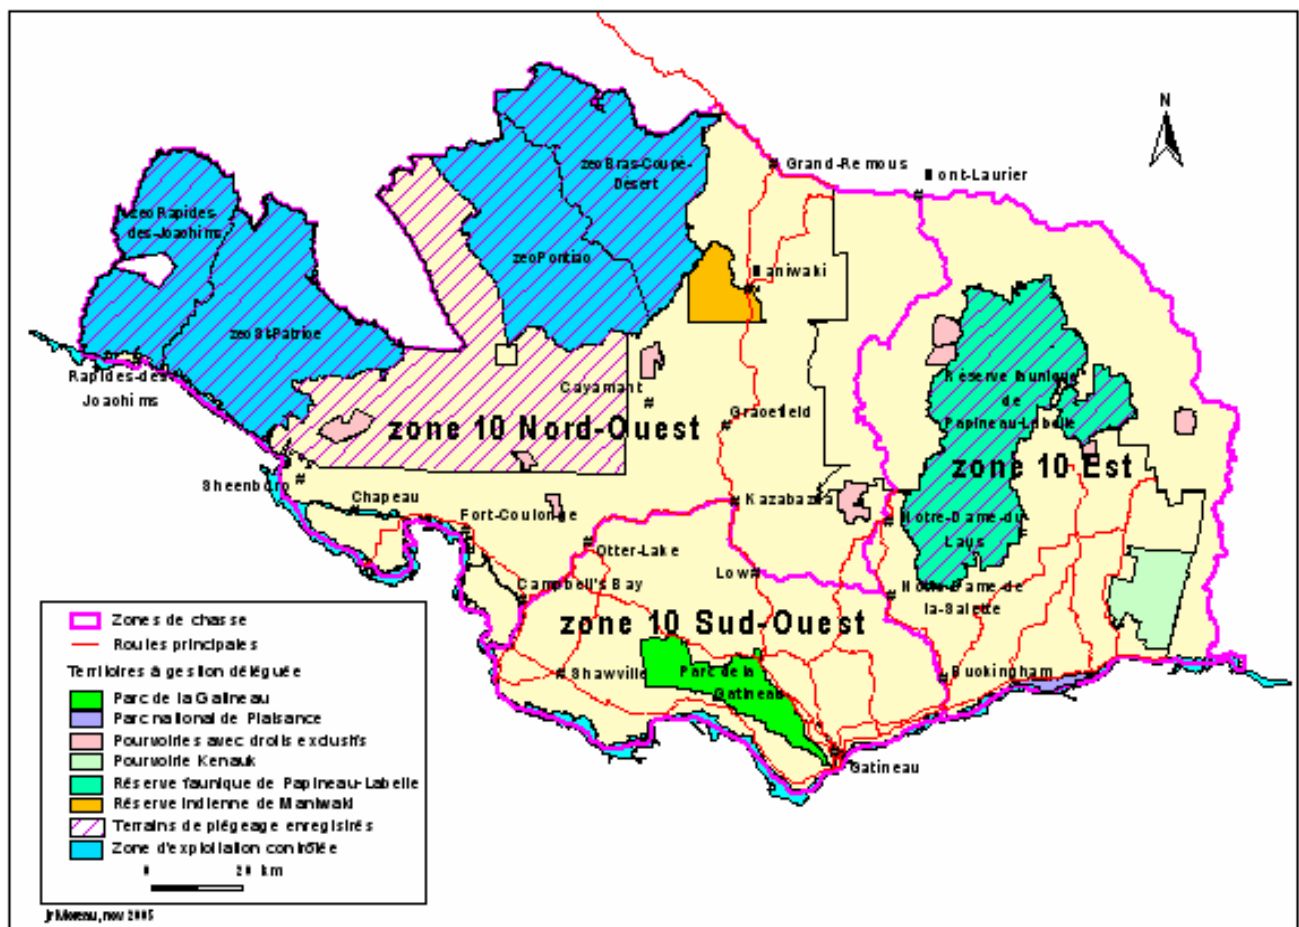 N
Grand-Remous
Mont-Laurier
zec Bras-Coupé-
Désert
zec Rapides-
des-Joachims
zec Pontiac
Maniwaki
zec St-Patrice
Rapides-des
Joachims
Réserve faunique
de
Papineau-Labelle
Cayamant
Gracefield
zone 10 Nord-Ouest
zone 10 Est
Sheenboro
Chapeau
Kazabazua
Fort-Coulonge
Notre-Dame-du
Laus
Otter-Lake
Low
Campbell's Bay
Notre-Dame-de
la-Salette
zone 10 Sud-Ouest
Shawville
Parc de la
Gatineau
Buckingham
Gatineau
Zones de chasse
Routes principales
Territoires à gestion déléguée
Parc de la Gatineau
Parc national de Plaisance
Pourvoiries avec droits exclusifs
Pourvoirie Kenauk
Réserve faunique de Papineau-Labelle
Réserve indienne de Maniwaki
Terrains de piégeage enregistrés
Zone d'exploitation contrôlée
0 20 km
Jr Moreau, nov 2005